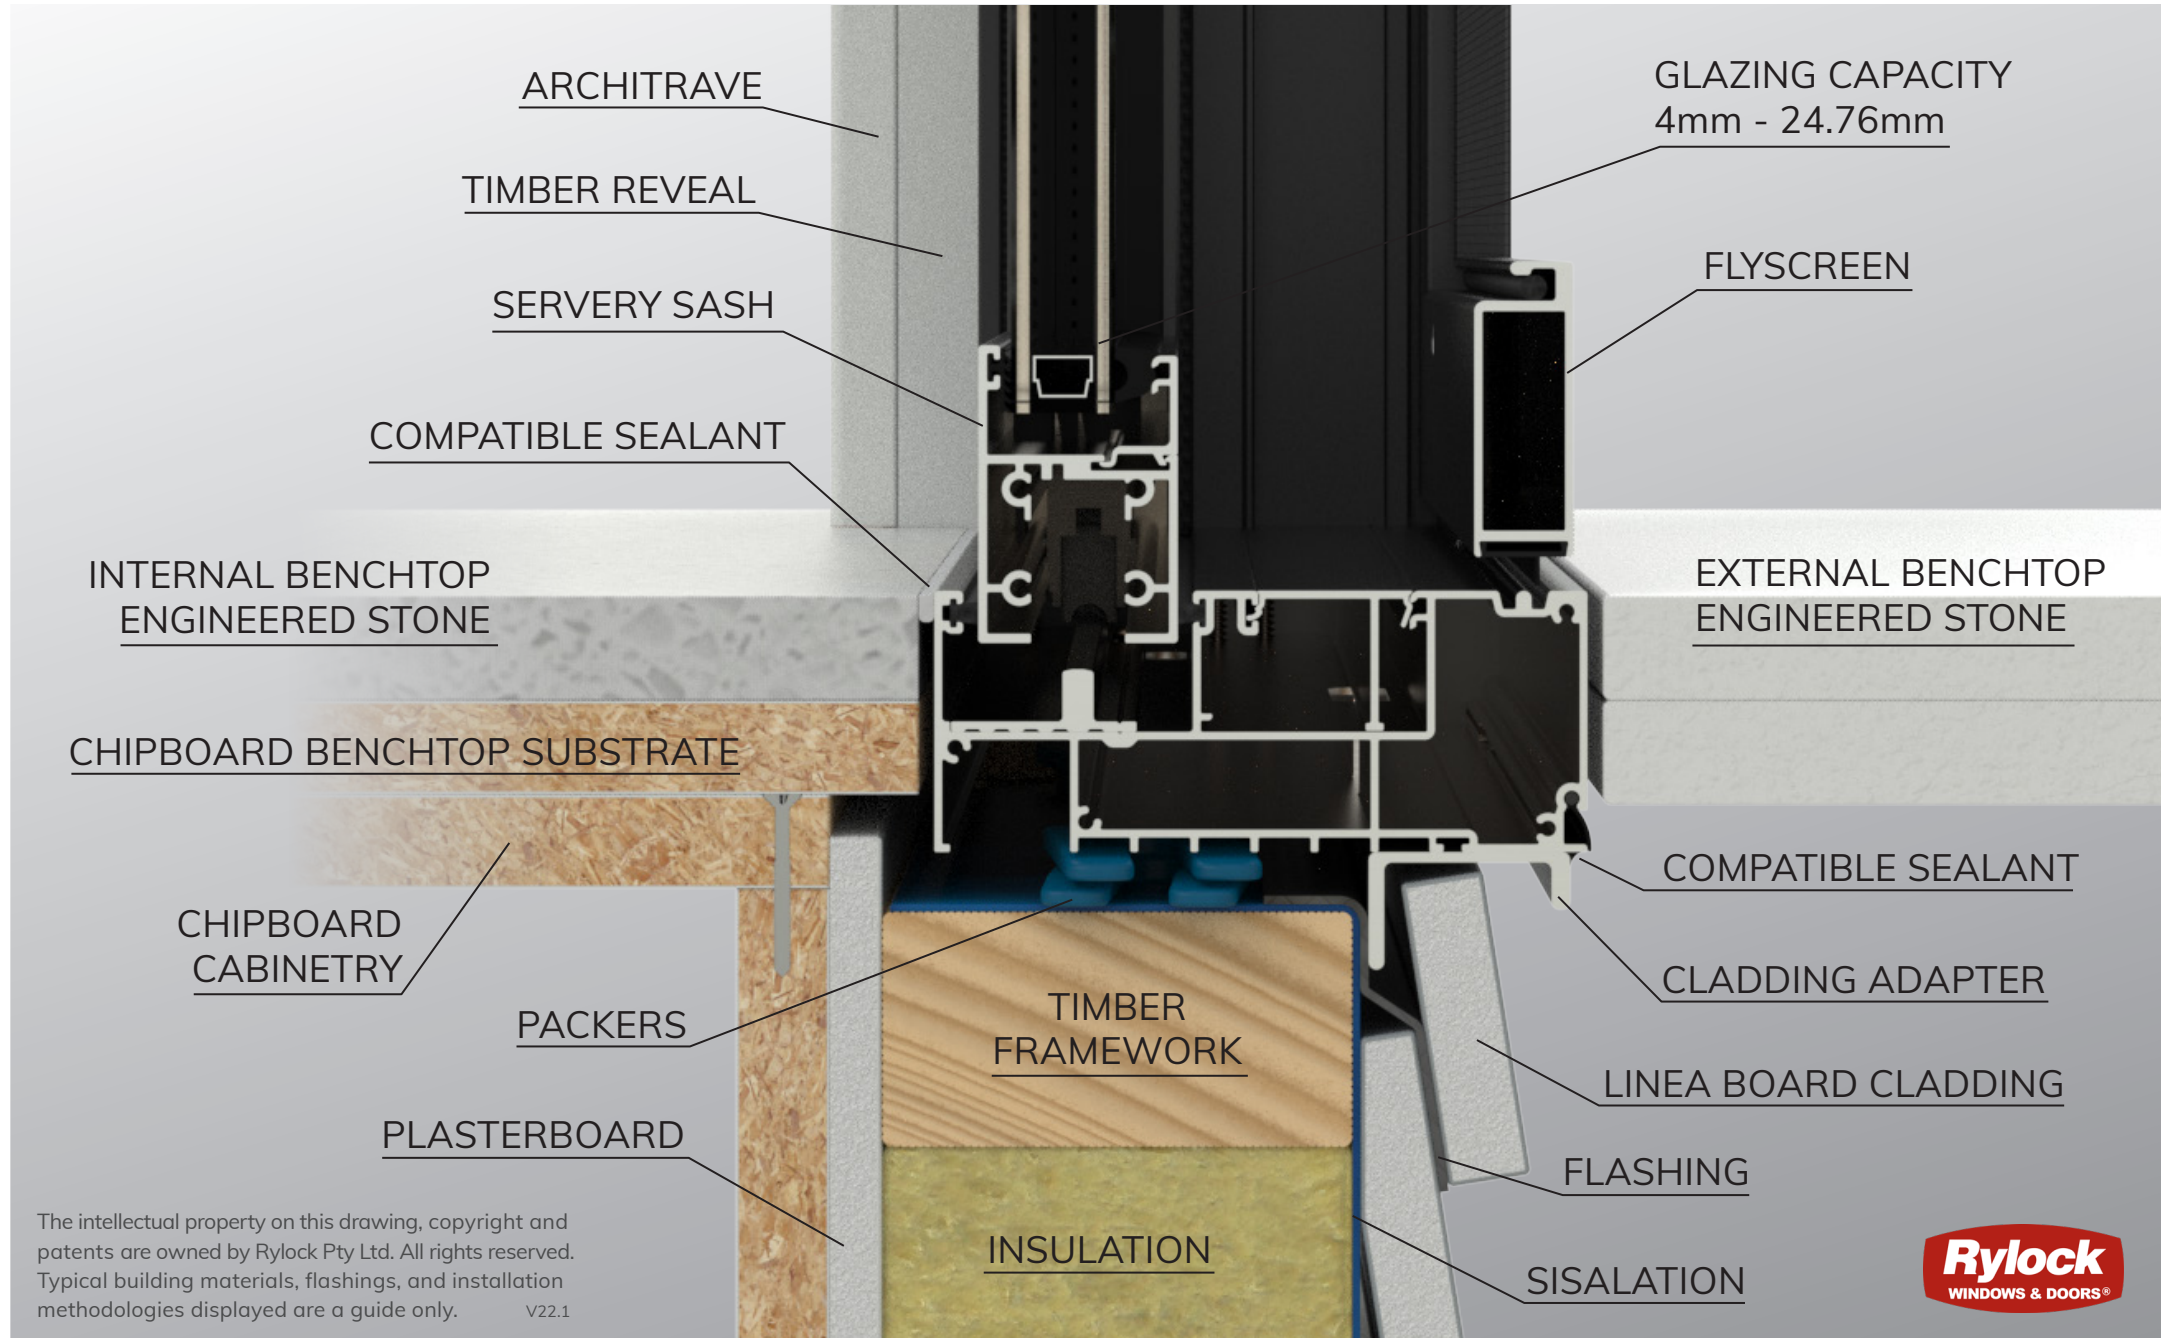 ARCHITRAVE
TIMBER REVEAL
SERVERY SASH
COMPATIBLE SEALANT
INTERNAL BENCHTOP
ENGINEERED STONE
CHIPBOARD BENCHTOP SUBSTRATE
CHIPBOARD
CABINETRY
PACKERS
PLASTERBOARD
TIMBER
FRAMEWORK
INSULATION
GLAZING CAPACITY
4mm - 24.76mm
FLYSCREEN
EXTERNAL BENCHTOP
ENGINEERED STONE
COMPATIBLE SEALANT
CLADDING ADAPTER
LINEA BOARD CLADDING
FLASHING
SISALATION
The intellectual property on this drawing, copyright and
patents are owned by Rylock Pty Ltd. All rights reserved.
Typical building materials, flashings, and installation
methodologies displayed are a guide only. V22.1
Rylock
WINDOWS & DOORS®